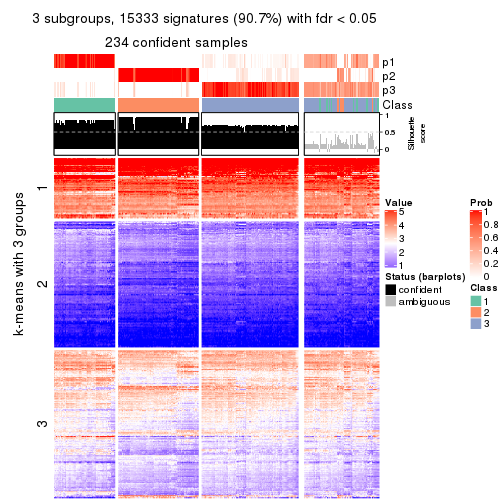 3 subgroups, 15333 signatures (90.7%) with fdr < 0.05
234 confident samples
p1
p2
p3
Class
1
0.5
0
Silhouette
score
k-means with 3 groups
1
2
3
Value
5
4
3
2
1
Status (barplots)
confident
ambiguous
Prob
1
0.8
0.6
0.4
0.2
0
Class
1
2
3